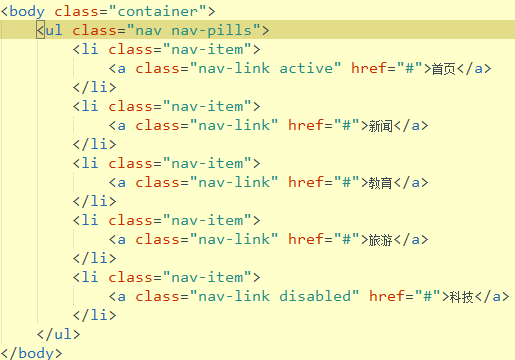 <body class="container">
    <ul class="nav nav-pills">
        <li class="nav-item">
            <a class="nav-link active" href="#">首页</a>
        </li>
        <li class="nav-item">
            <a class="nav-link" href="#">新闻</a>
        </li>
        <li class="nav-item">
            <a class="nav-link" href="#">教育</a>
        </li>
        <li class="nav-item">
            <a class="nav-link" href="#">旅游</a>
        </li>
        <li class="nav-item">
            <a class="nav-link disabled" href="#">科技</a>
        </li>
    </ul>
</body>